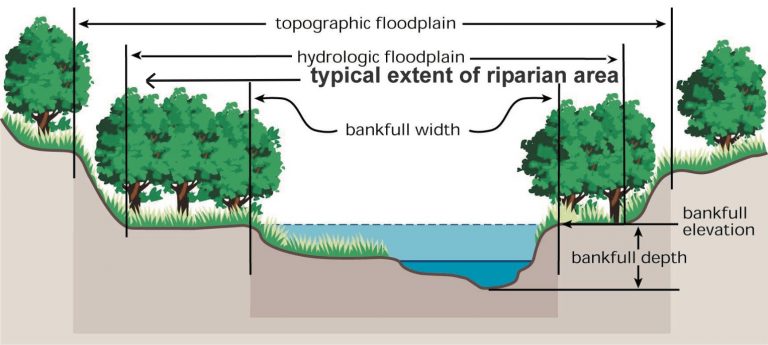 topographic floodplain
hydrologic floodplain
typical extent of riparian area
bankfull width
bankfull
elevation
bankfull depth